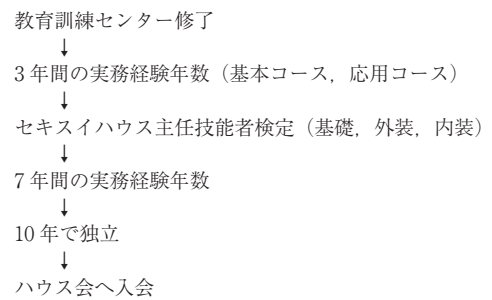 教育訓練センター修了
↓
3年間の実務経験年数（基本コース，応用コース）
↓
セキスイハウス主任技能者検定（基礎，外装，内装）
↓
7年間の実務経験年数
↓
10年で独立
↓
ハウス会へ入会